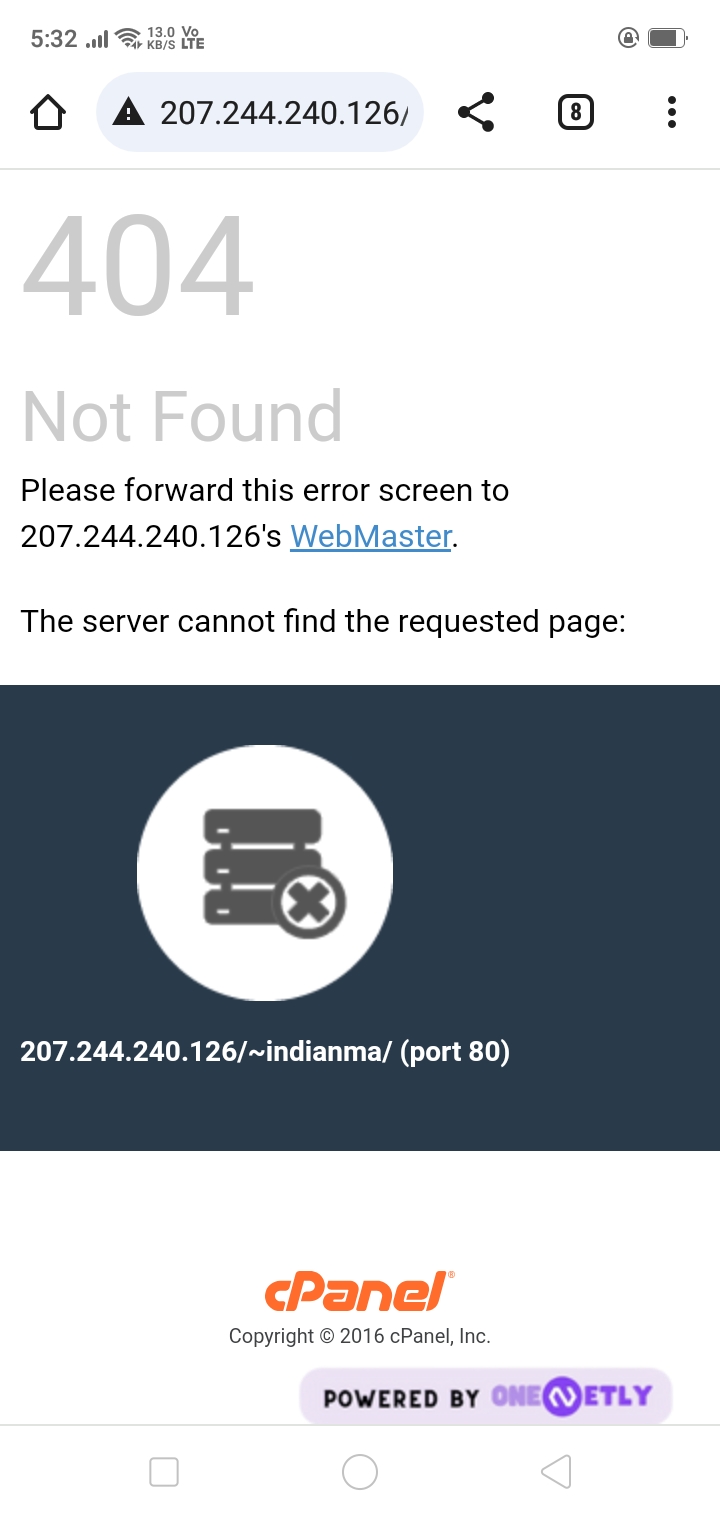 5:32 13.0 KB/S Vo LTE
207.244.240.126/ 8
404
Not Found
Please forward this error screen to
207.244.240.126's WebMaster.
The server cannot find the requested page:
207.244.240.126/~indianma/ (port 80)
cPanel®
Copyright © 2016 cPanel, Inc.
POWERED BY ONENETLY